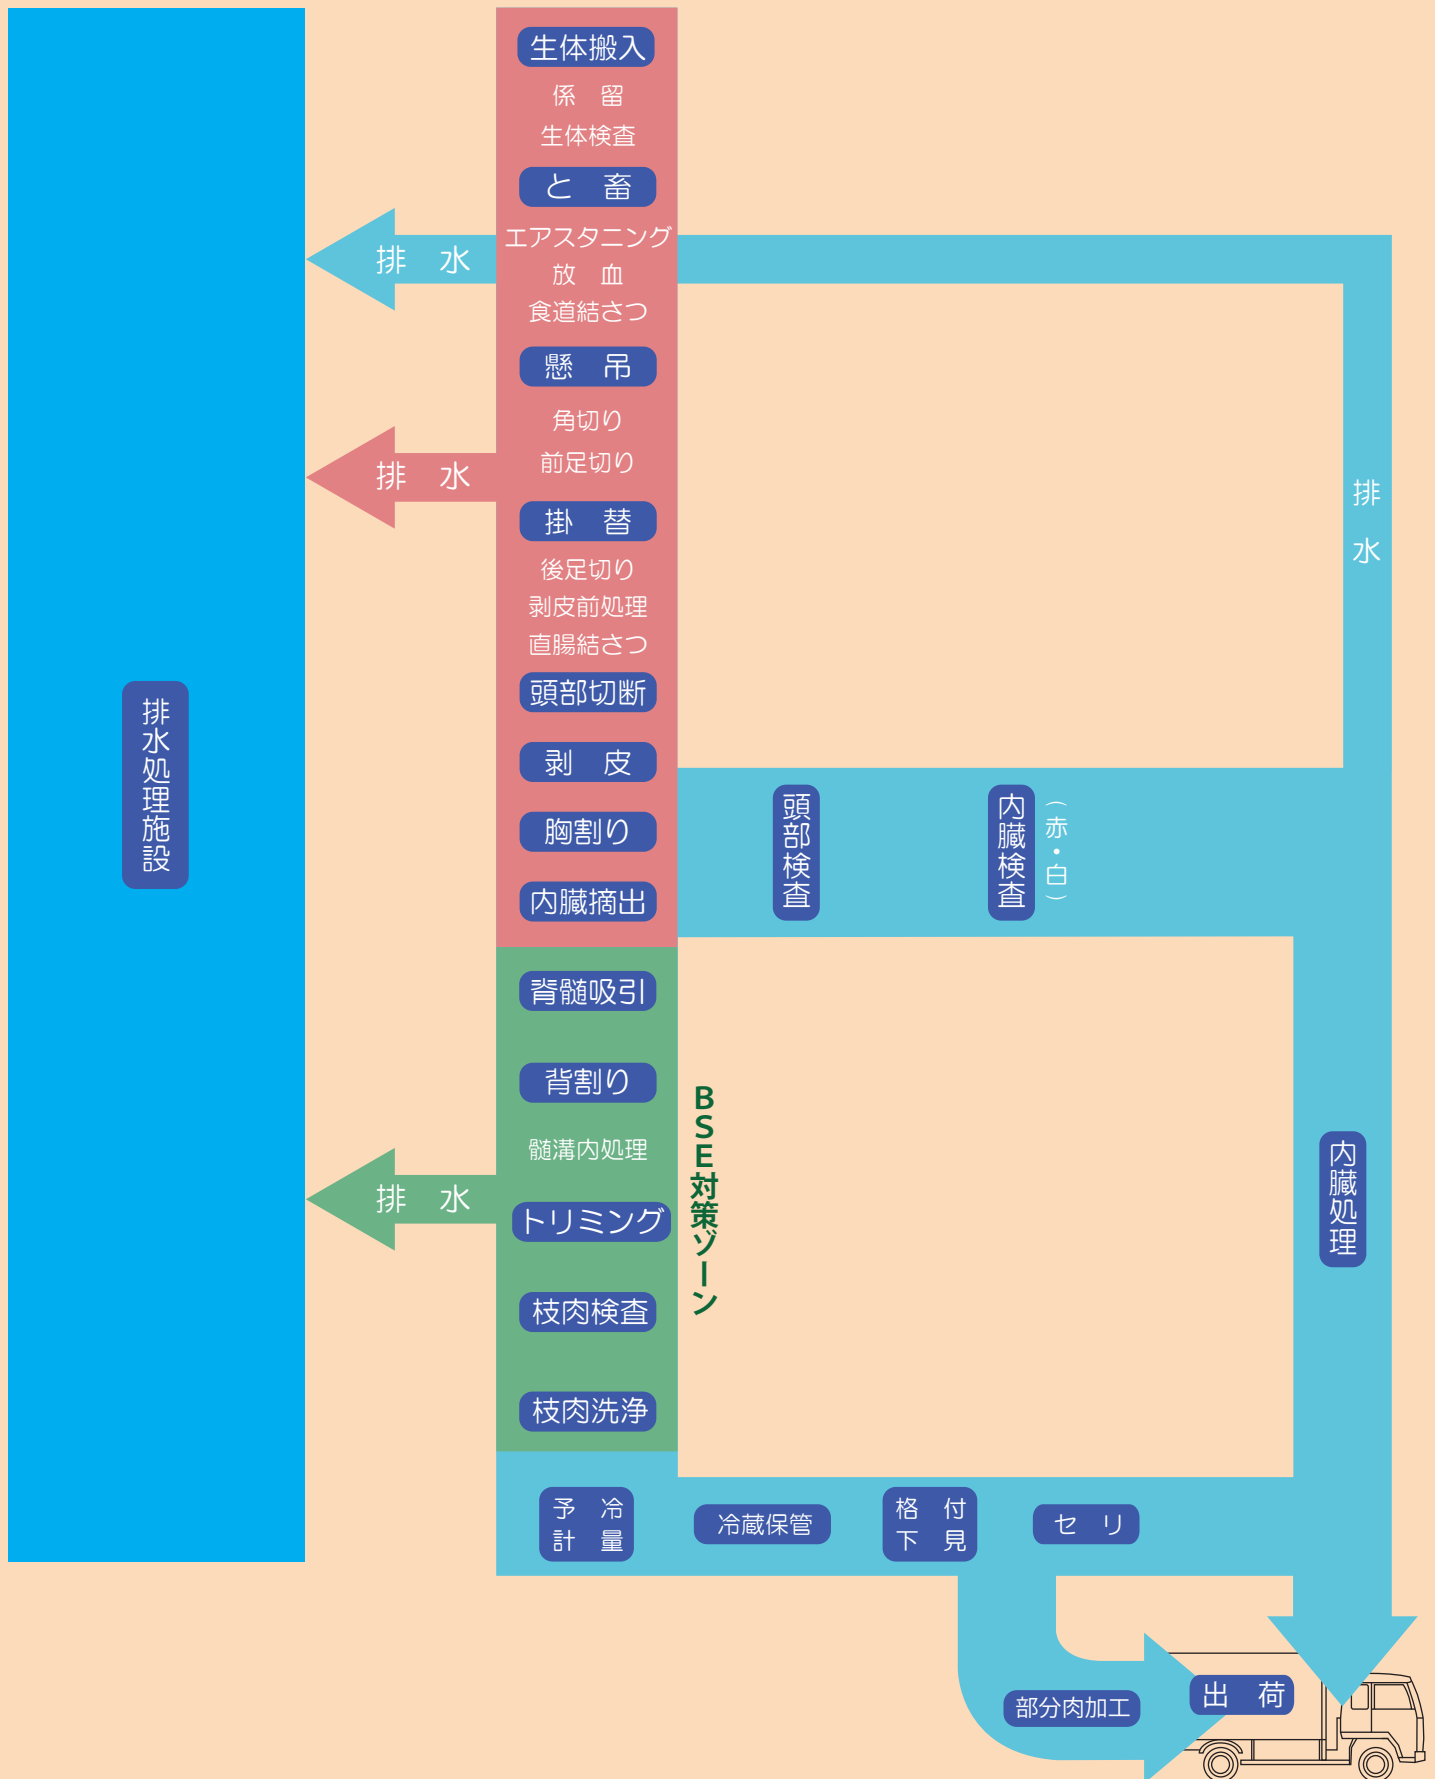 生体搬入
係　留
生体検査
と　畜
エアスタニング
放　血
食道結さつ
懸　吊
角切り
前足切り
掛　替
後足切り
剥皮前処理
直腸結さつ
頭部切断
剥　皮
胸割り
内臓摘出
脊髄吸引
背割り
髄溝内処理
トリミング
枝肉検査
枝肉洗浄
BSE対策ゾーン
排　水
排　水
排　水
排水処理施設
排　水
頭部検査
内臓検査
（赤・白）
内臓処理
予　冷
計　量
冷蔵保管
格　付
下　見
セ　リ
部分肉加工
出　荷